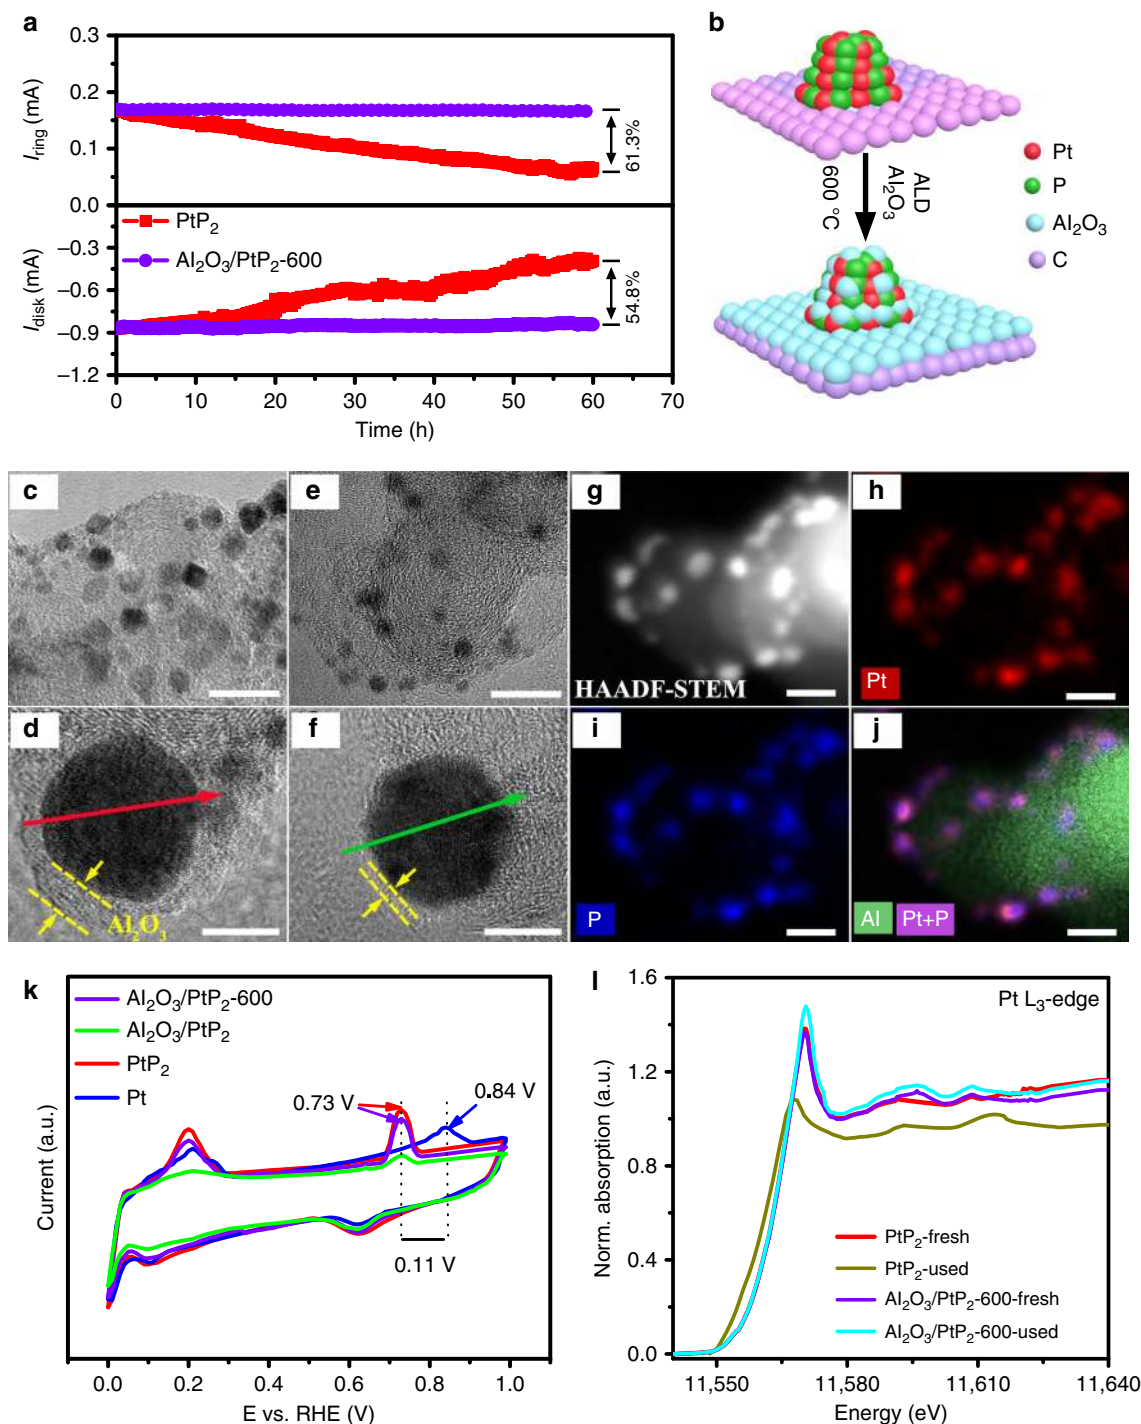 a
I_ring (mA)
0.3
0.2
0.1
0.0
61.3%
PtP₂
Al₂O₃/PtP₂-600
I_disk (mA)
−0.3
−0.6
−0.9
−1.2
54.8%
0 10 20 30 40 50 60 70
Time (h)
b
600 °C
Al₂O₃
ALD
Pt
P
Al₂O₃
C
c
e
g
HAADF-STEM
h
Pt
d
Al₂O₃
f
i
P
j
Al Pt+P
k
Al₂O₃/PtP₂-600
Al₂O₃/PtP₂
PtP₂
Pt
0.73 V
0.84 V
0.11 V
Current (a.u.)
0.0 0.2 0.4 0.6 0.8 1.0
E vs. RHE (V)
l
Pt L₃-edge
Norm. absorption (a.u.)
1.6
1.2
0.8
0.4
0.0
PtP₂-fresh
PtP₂-used
Al₂O₃/PtP₂-600-fresh
Al₂O₃/PtP₂-600-used
11,550 11,580 11,610 11,640
Energy (eV)